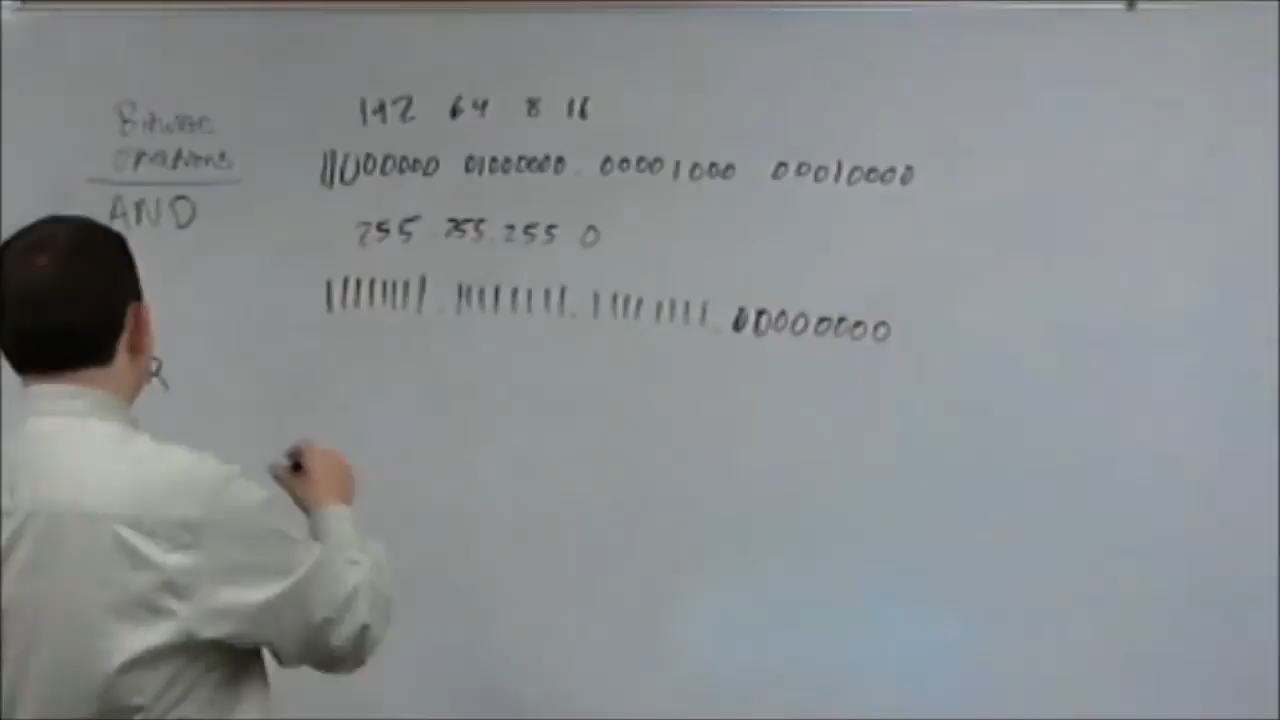 Bitwise
operations
AND
192 64 8 16
11000000 01000000. 00001000 00010000
255.255.255 0
11111111.11111111.11111111.00000000